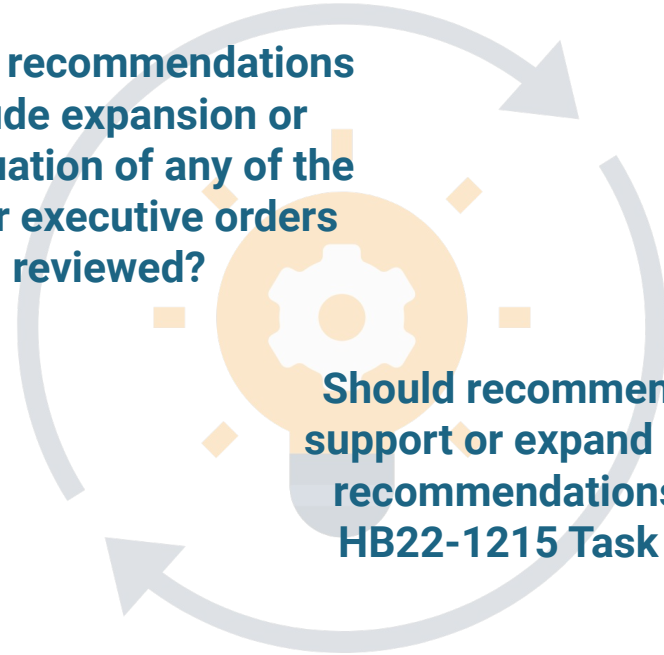 recommendations
ude expansion or
uation of any of the
r executive orders
reviewed?
Should recommen
support or expand
recommendations
HB22-1215 Task